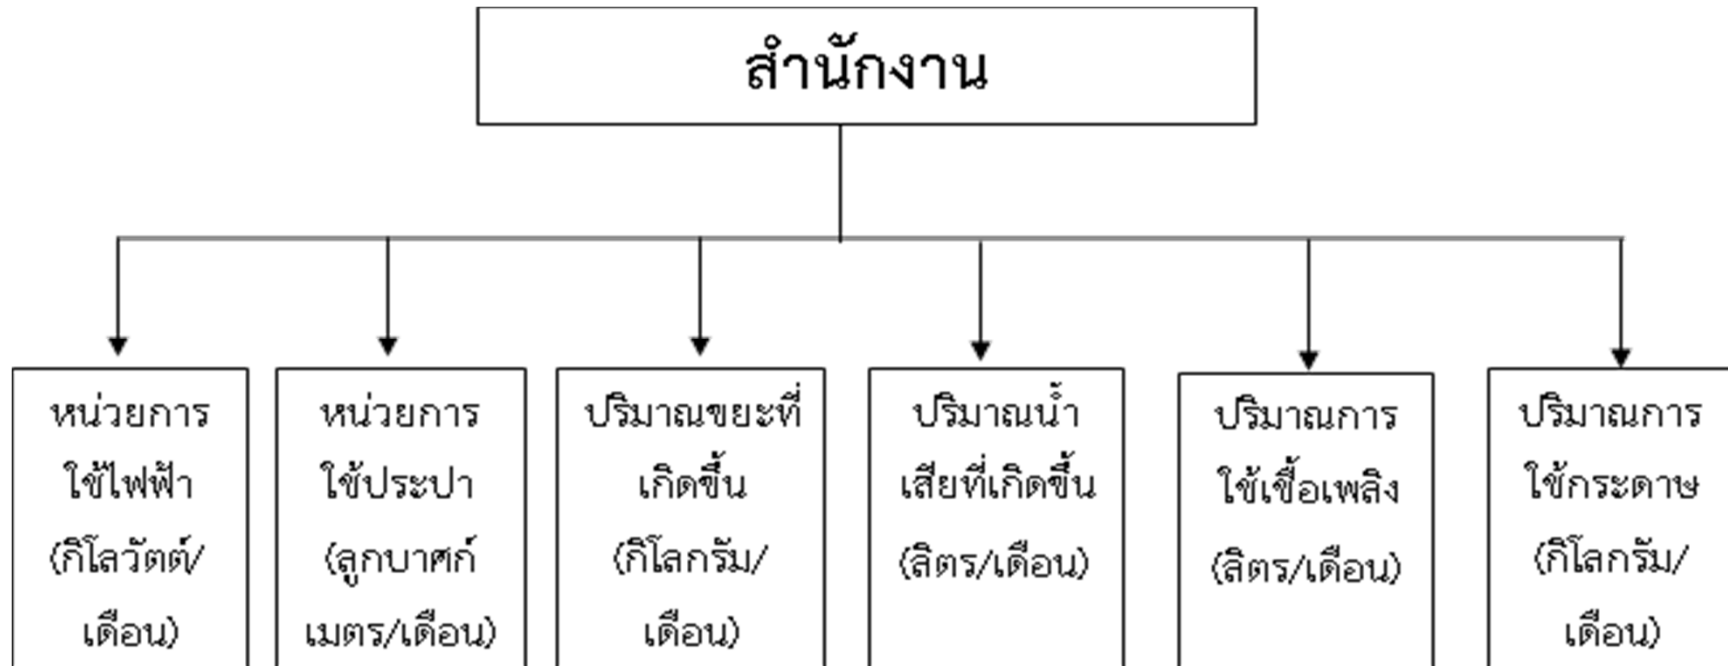 สำนักงาน
หน่วยการ
ใช้ไฟฟ้า
(กิโลวัตต์/
เดือน)
หน่วยการ
ใช้ประปา
(ลูกบาศก์
เมตร/เดือน)
ปริมาณขยะที่
เกิดขึ้น
(กิโลกรัม/
เดือน)
ปริมาณน้ำ
เสียที่เกิดขึ้น
(ลิตร/เดือน)
ปริมาณการ
ใช้เชื้อเพลิง
(ลิตร/เดือน)
ปริมาณการ
ใช้กระดาษ
(กิโลกรัม/
เดือน)